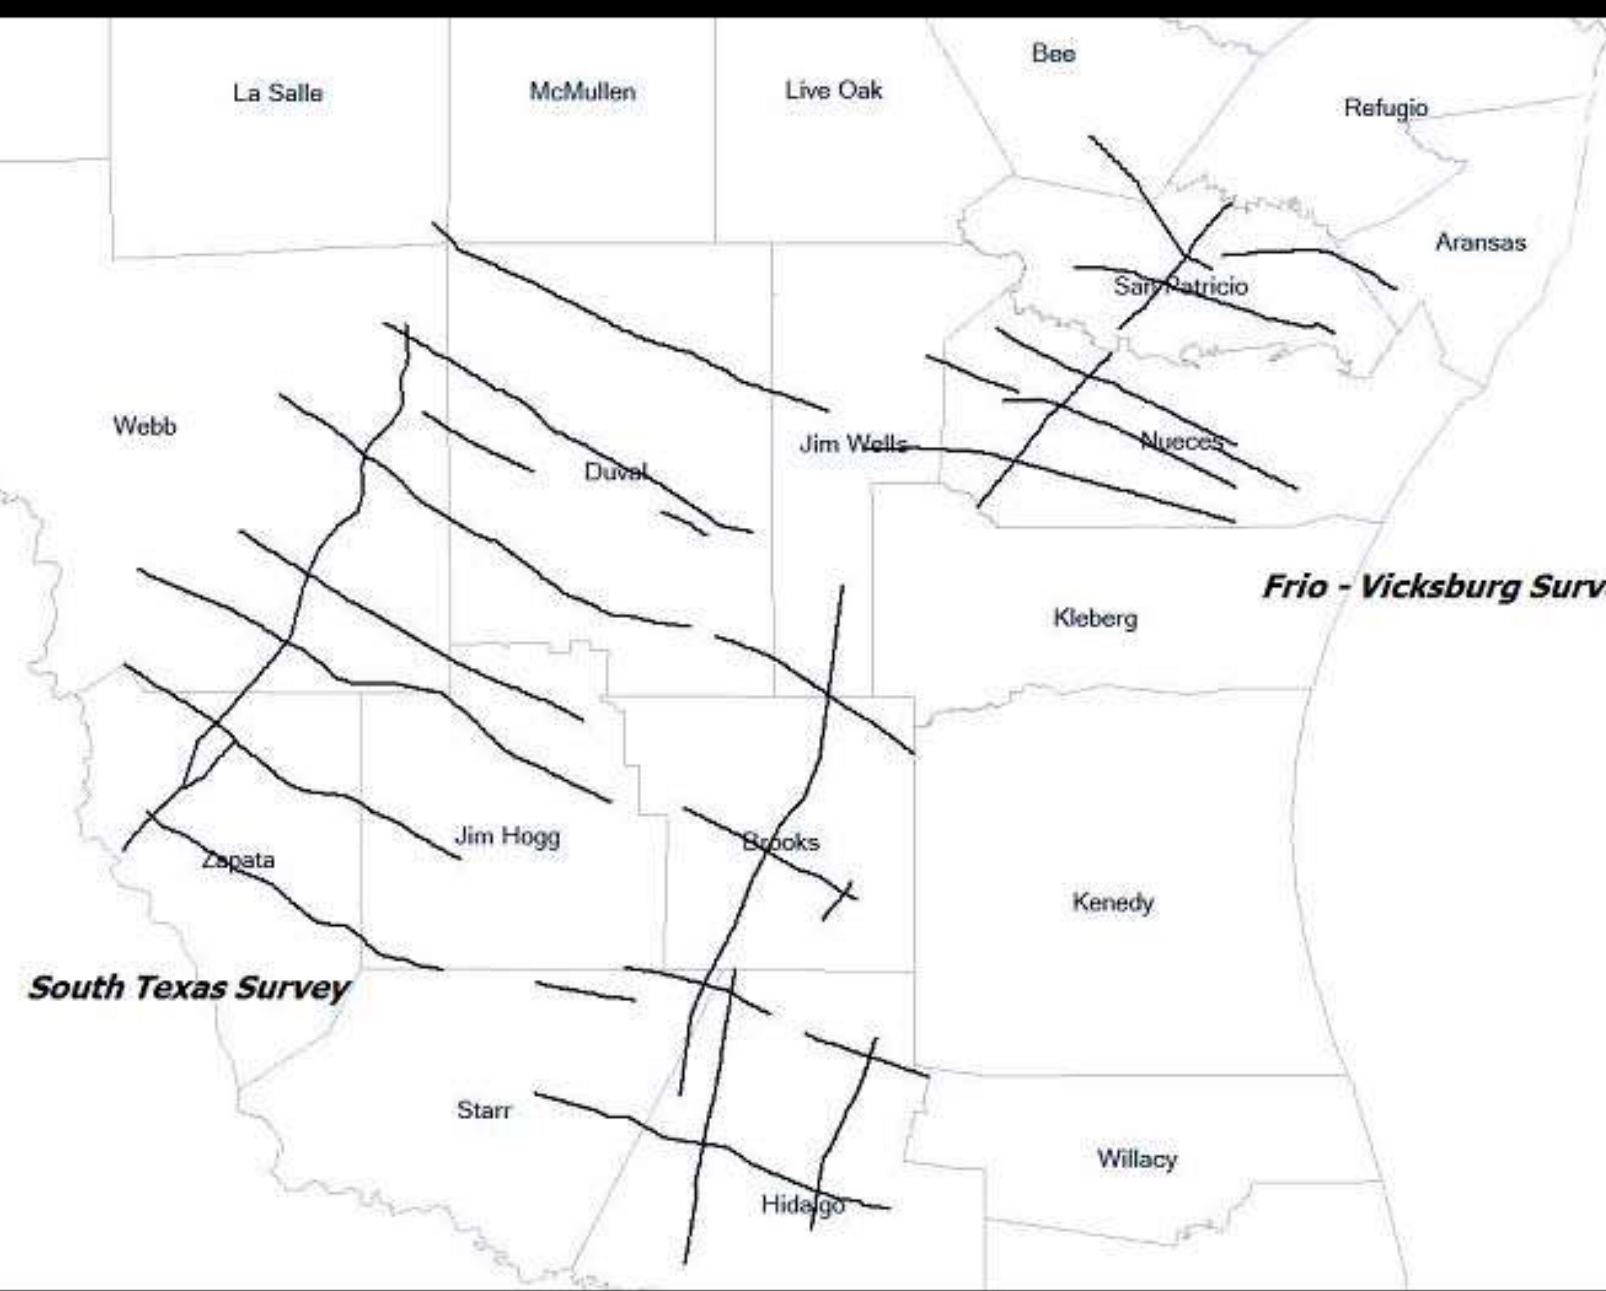 Bee
La Salle
McMullen
Live Oak
Refugio
Aransas
San Patricio
Webb
Jim Wells
Nueces
Duval
Frio - Vicksburg
Kleberg
Jim Hogg
Brooks
Zapata
Kenedy
South Texas Survey
Starr
Willacy
Hidalgo